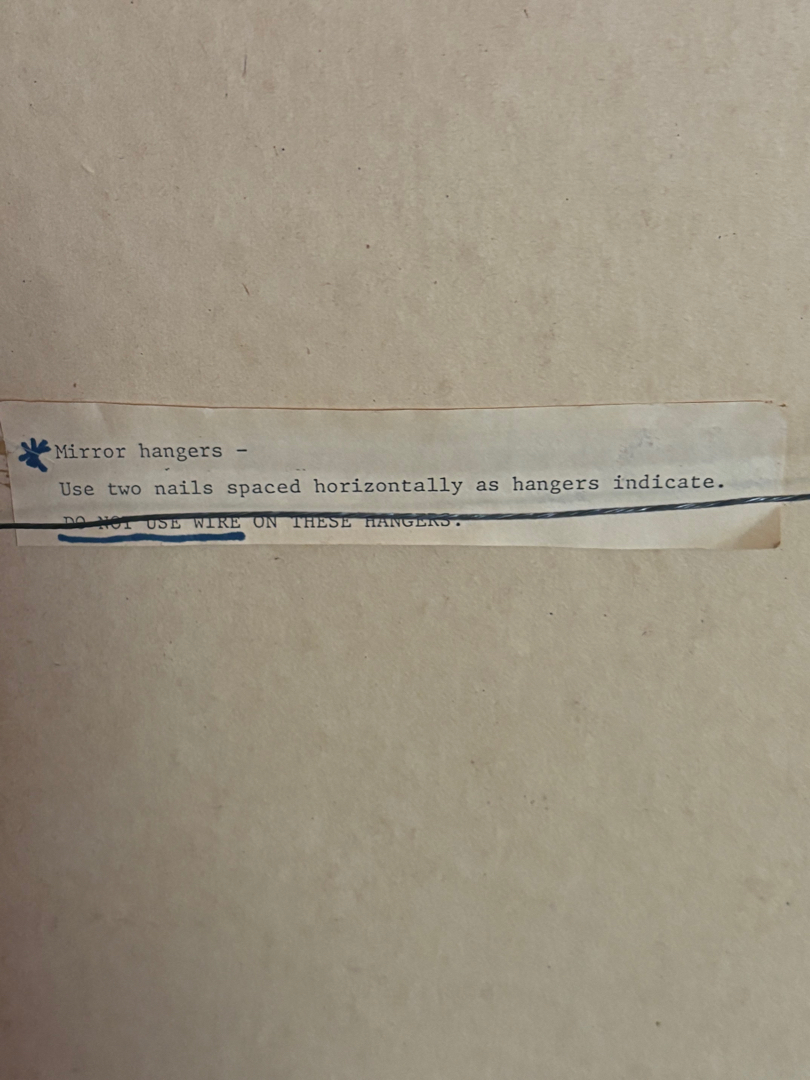 Mirror hangers -
Use two nails spaced horizontally as hangers indicate.
DO NOT USE WIRE ON THESE HANGERS.